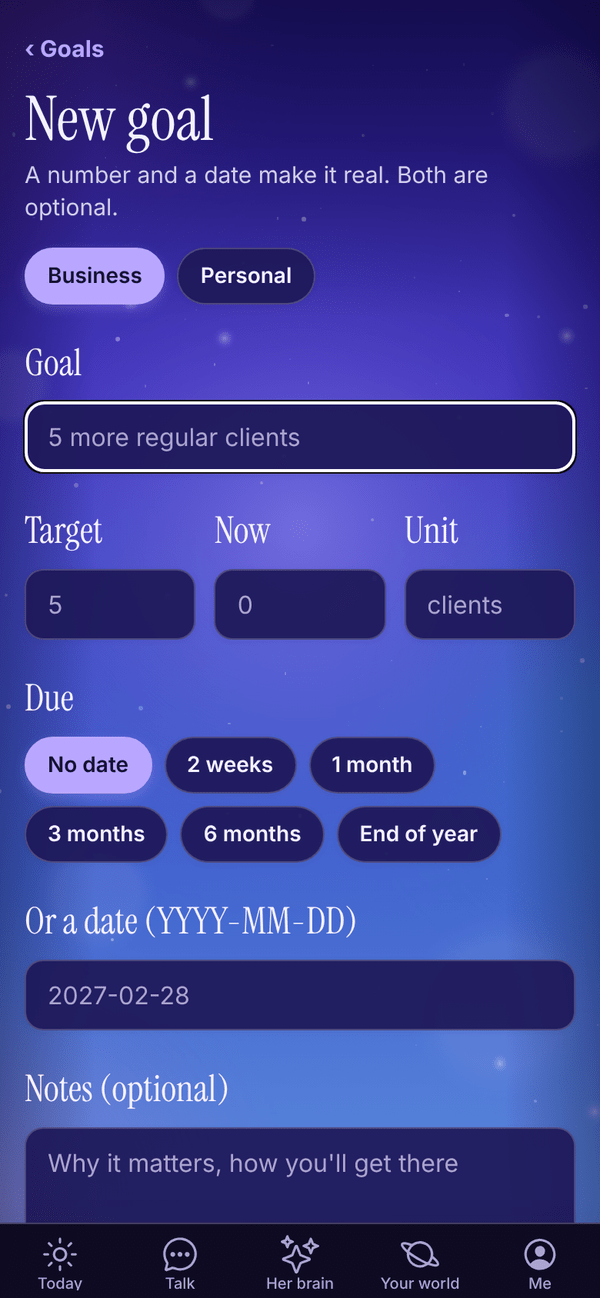 ‹ Goals
New goal
A number and a date make it real. Both are
optional.
Business Personal
Goal
5 more regular clients
Target Now Unit
5 0 clients
Due
No date 2 weeks 1 month
3 months 6 months End of year
Or a date (YYYY-MM-DD)
2027-02-28
Notes (optional)
Why it matters, how you'll get there
Today Talk Her brain Your world Me